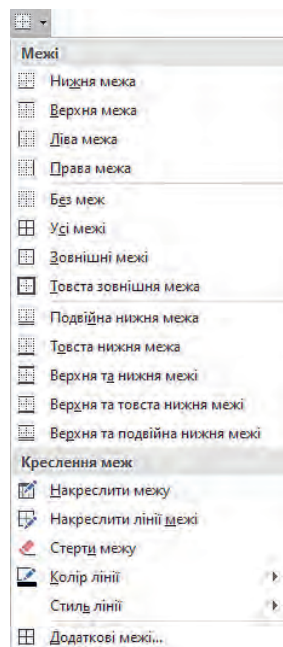 Межі
Нижня межа
Верхня межа
Ліва межа
Права межа
Без меж
Усі межі
Зовнішні межі
Товста зовнішня межа
Подвійна нижня межа
Товста нижня межа
Верхня та нижня межі
Верхня та товста нижня межі
Верхня та подвійна нижня межі
Креслення меж
Накреслити межу
Накреслити лінії межі
Стерти межу
Колір лінії
Стиль лінії
Додаткові межі...